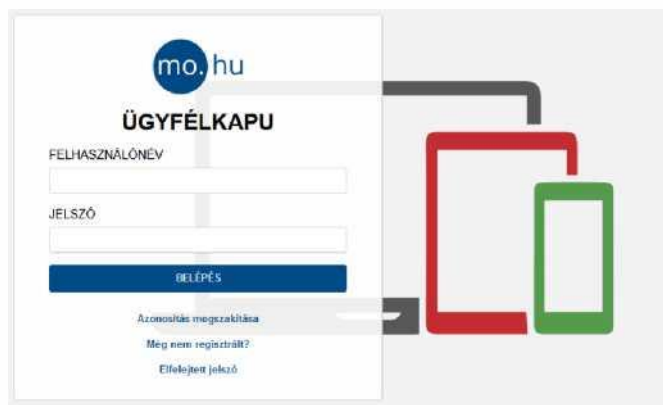 mo.hu
ÜGYFÉLKAPU
FELHASZNÁLÓNÉV
JELSZÓ
BELÉPÉS
Azonosítás megszakítása
Még nem regisztrált?
Elfelejtett jelszó